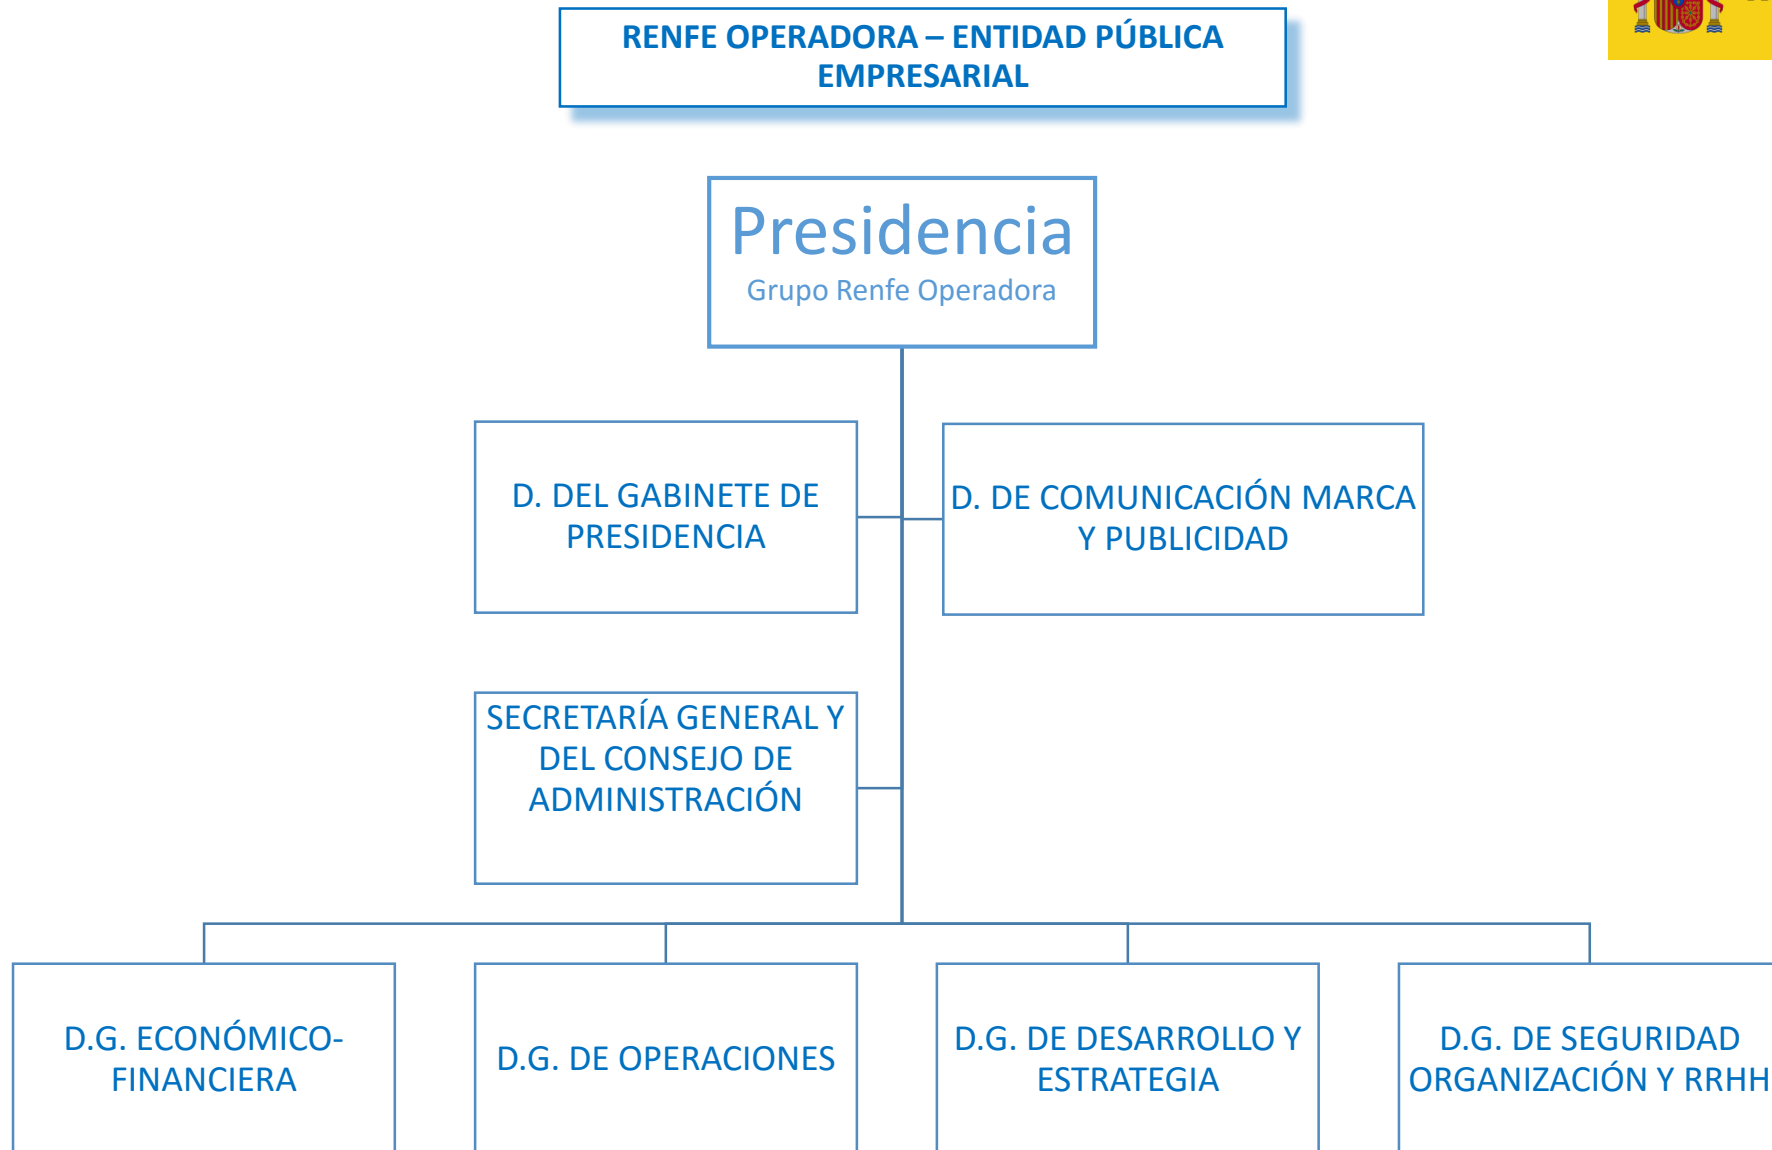 RENFE OPERADORA – ENTIDAD PÚBLICA
EMPRESARIAL
Presidencia
Grupo Renfe Operadora
D. DEL GABINETE DE
PRESIDENCIA
D. DE COMUNICACIÓN MARCA
Y PUBLICIDAD
SECRETARÍA GENERAL Y
DEL CONSEJO DE
ADMINISTRACIÓN
D.G. ECONÓMICO-
FINANCIERA
D.G. DE OPERACIONES
D.G. DE DESARROLLO Y
ESTRATEGIA
D.G. DE SEGURIDAD
ORGANIZACIÓN Y RRHH